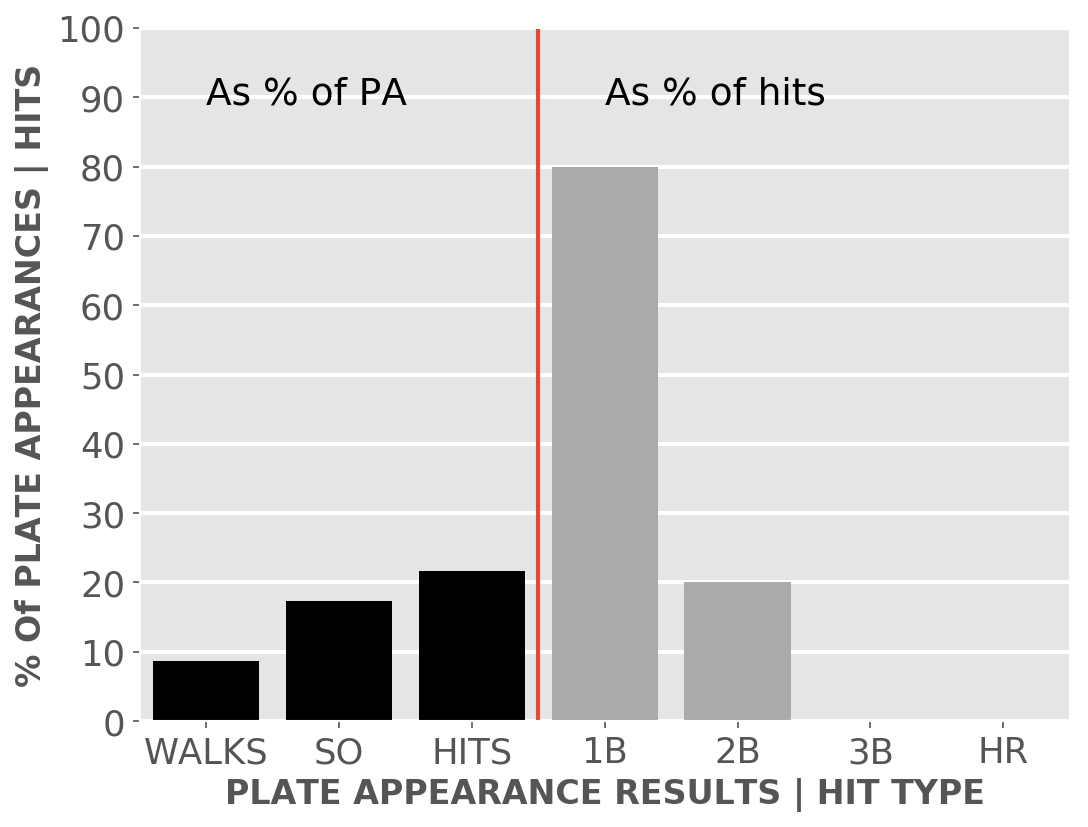 100
90
80
70
60
50
40
30
20
10
0
% Of PLATE APPEARANCES | HITS
As % of PA
As % of hits
WALKS SO HITS 1B 2B 3B HR
PLATE APPEARANCE RESULTS | HIT TYPE